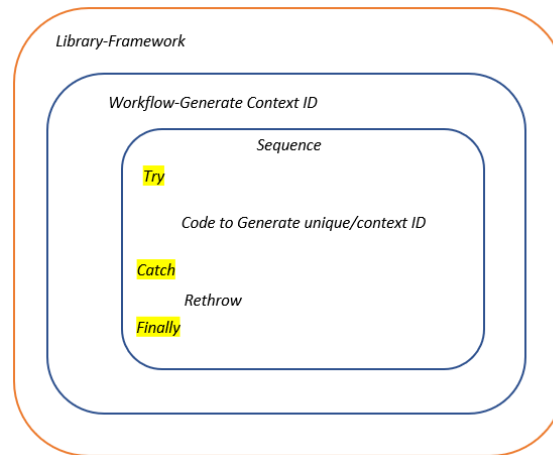 Library-Framework
Workflow-Generate Context ID
Sequence
Try
Code to Generate unique/context ID
Catch
Rethrow
Finally